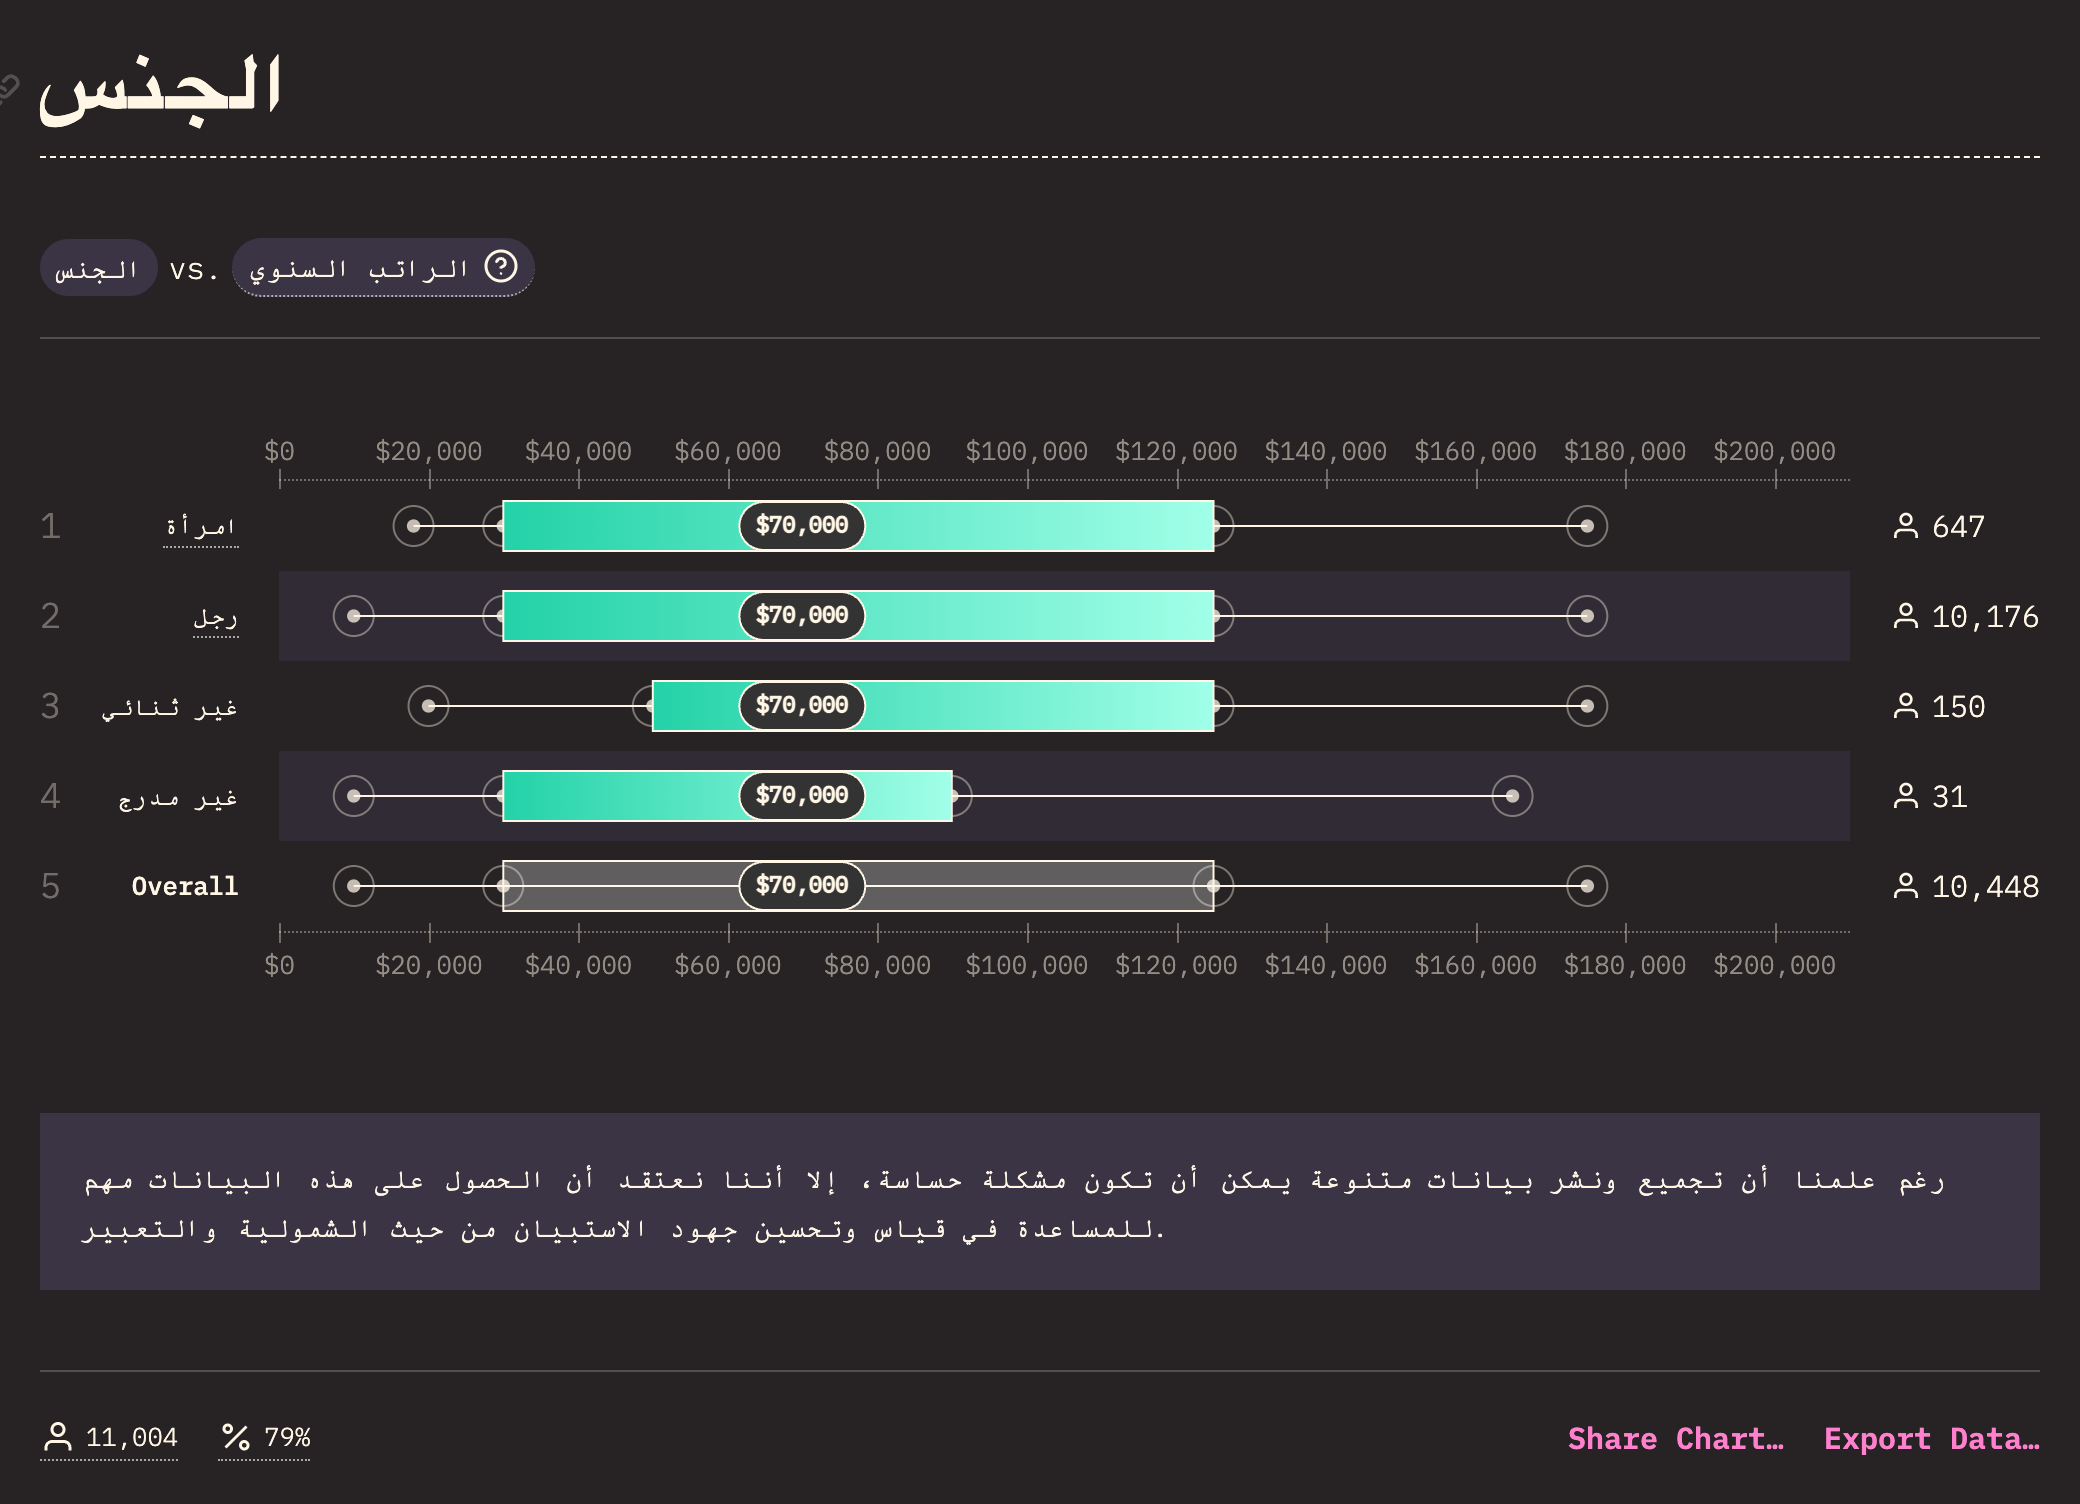 الجنس
الجنس vs. الراتب السنوي
$0 $20,000 $40,000 $60,000 $80,000 $100,000 $120,000 $140,000 $160,000 $180,000 $200,000
1 امرأة $70,000 647
2 رجل $70,000 10,176
3 غير ثنائي $70,000 150
4 غير مدرج $70,000 31
5 Overall $70,000 10,448
$0 $20,000 $40,000 $60,000 $80,000 $100,000 $120,000 $140,000 $160,000 $180,000 $200,000
رغم علمنا أن تجميع ونشر بيانات متنوعة يمكن أن تكون مشكلة حساسة، إلا أننا نعتقد أن الحصول على هذه البيانات مهم
للمساعدة في قياس وتحسين جهود الاستبيان من حيث الشمولية والتعبير.
11,004 79% Share Chart… Export Data…